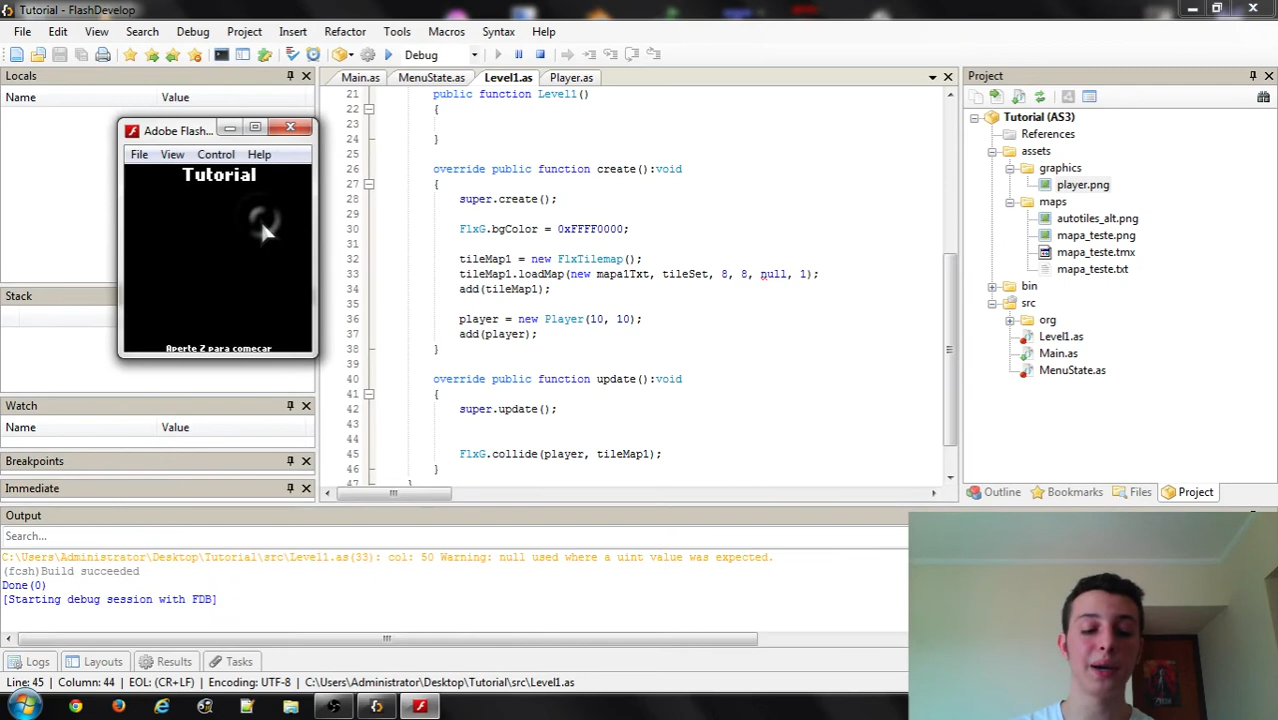 Tutorial - FlashDevelop
File Edit View Search Debug Project Insert Refactor Tools Macros Syntax Help
Debug
Locals
Name Value
Adobe Flash...
File View Control Help
Tutorial
Aperte Z para comecar
Stack
Watch
Name Value
Breakpoints
Immediate
Main.as MenuState.as Level1.as Player.as
21 public function Level1()
22 {
23
24 }
25
26 override public function create():void
27 {
28 super.create();
29
30 FlxG.bgColor = 0xFFFF0000;
31
32 tileMap1 = new FlxTilemap();
33 tileMap1.loadMap(new mapa1Txt, tileSet, 8, 8, null, 1);
34 add(tileMap1);
35
36 player = new Player(10, 10);
37 add(player);
38 }
39
40 override public function update():void
41 {
42 super.update();
43
44
45 FlxG.collide(player, tileMap1);
46 }
47 }
Project
Tutorial (AS3)
References
assets
graphics
player.png
maps
autotiles_alt.png
mapa_teste.png
mapa_teste.tmx
mapa_teste.txt
bin
src
org
Level1.as
Main.as
MenuState.as
Outline Bookmarks Files Project
Output
Search...
C:\Users\Administrator\Desktop\Tutorial\src\Level1.as(33): col: 50 Warning: null used where a uint value was expected.
(fcsh)Build succeeded
Done(0)
[Starting debug session with FDB]
Logs Layouts Results Tasks
Line: 45 Column: 44 EOL: (CR+LF) Encoding: UTF-8 C:\Users\Administrator\Desktop\Tutorial\src\Level1.as